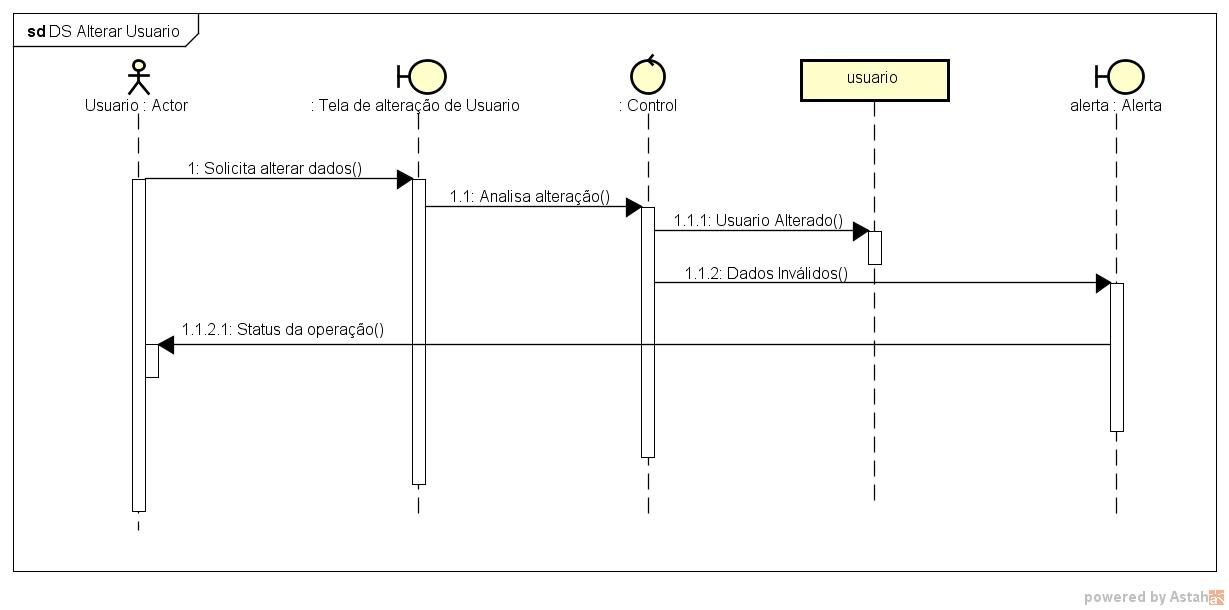 sd DS Alterar Usuario
Usuario : Actor
: Tela de alteração de Usuario
: Control
usuario
alerta : Alerta
1: Solicita alterar dados()
1.1: Analisa alteração()
1.1.1: Usuario Alterado()
1.1.2: Dados Inválidos()
1.1.2.1: Status da operação()
powered by Astah